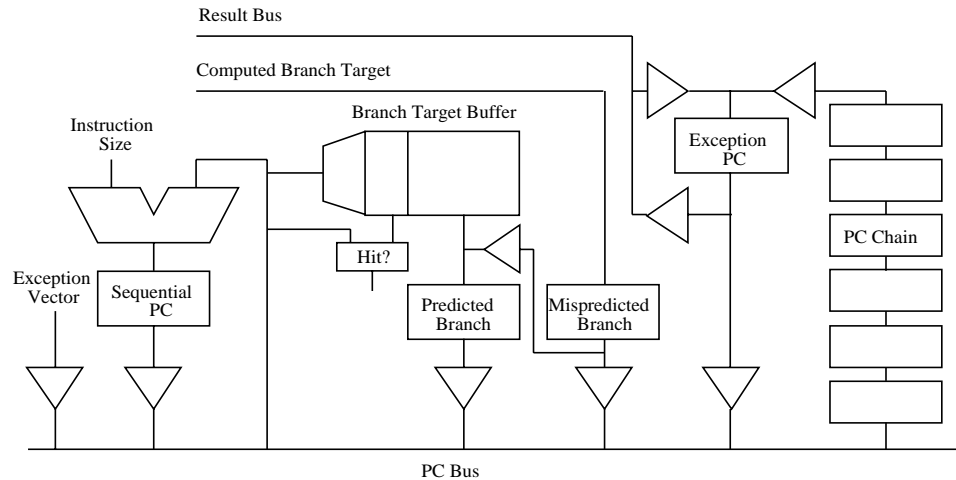 Result Bus
Computed Branch Target
Branch Target Buffer
Instruction
Size
Exception
PC
PC Chain
Hit?
Exception
Vector
Sequential
PC
Predicted
Branch
Mispredicted
Branch
PC Bus